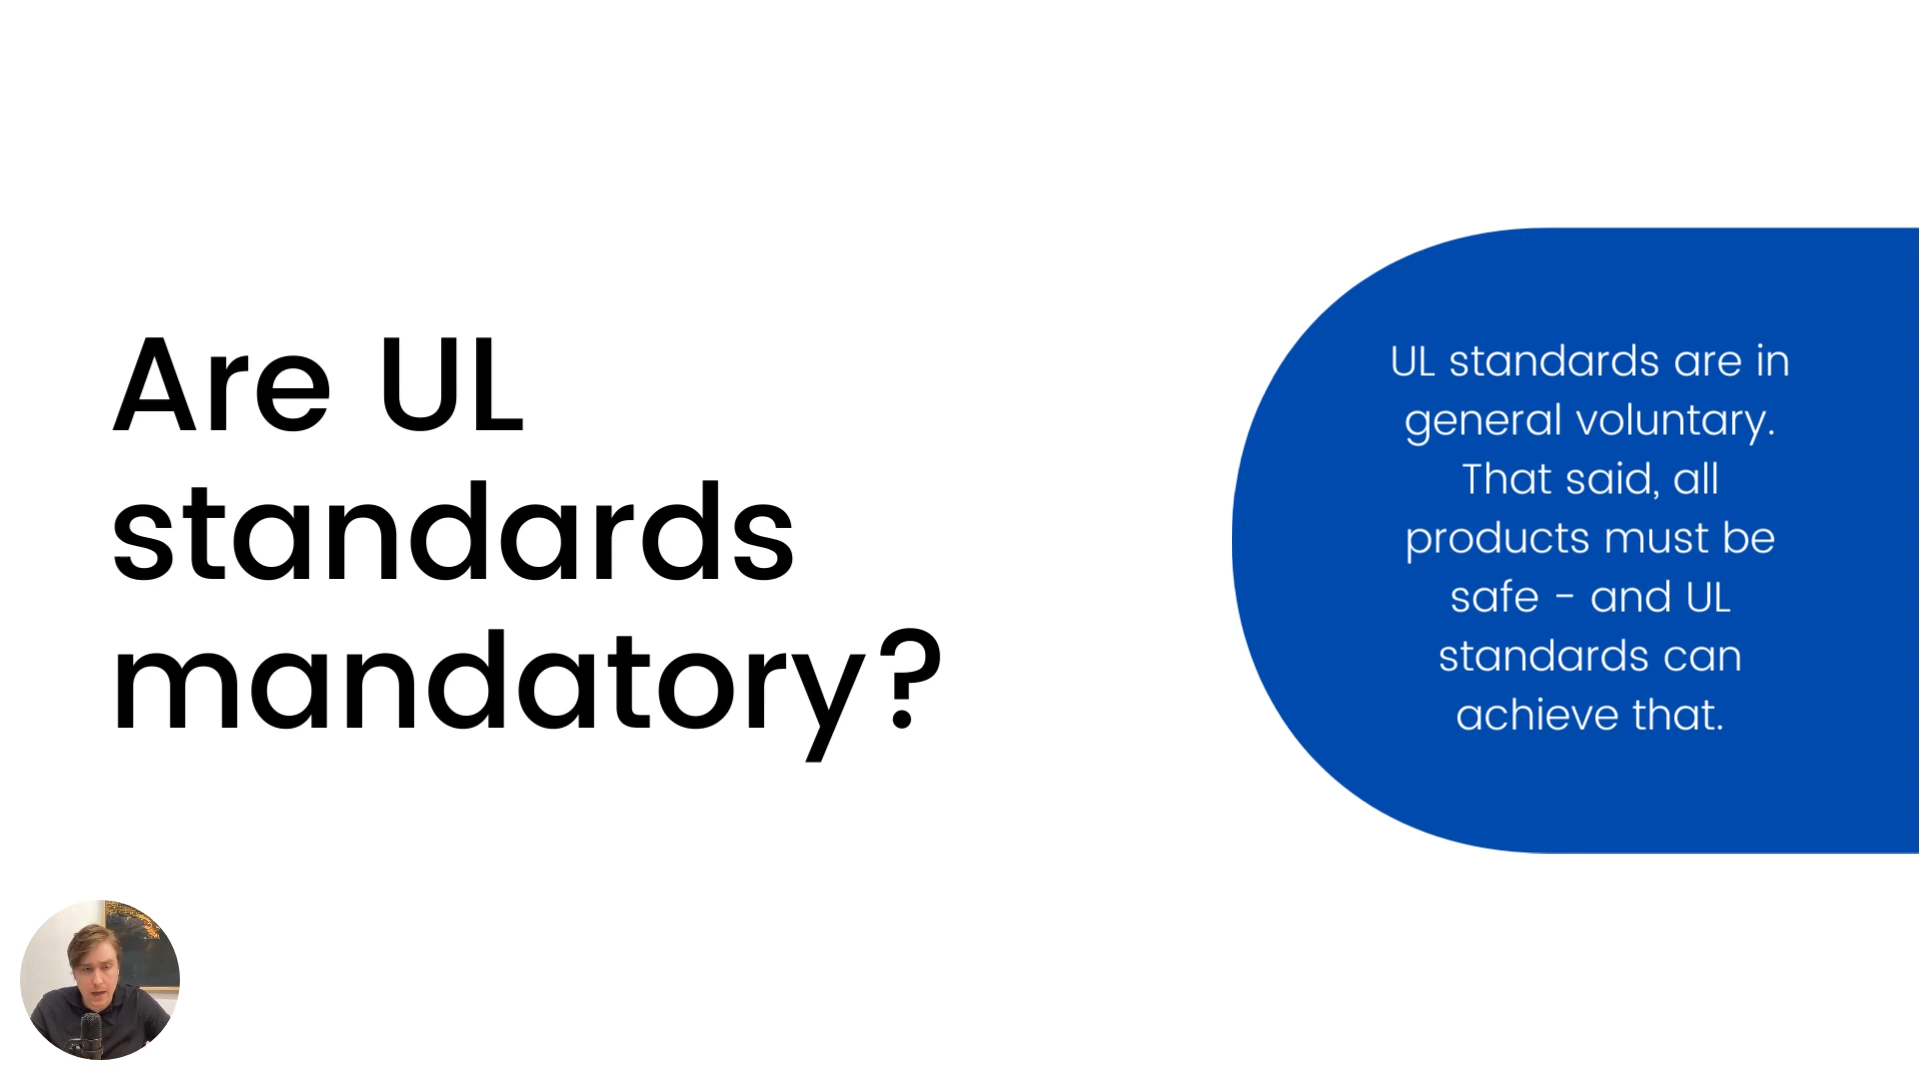 Are UL
standards
mandatory?
UL standards are in
general voluntary.
That said, all
products must be
safe - and UL
standards can
achieve that.